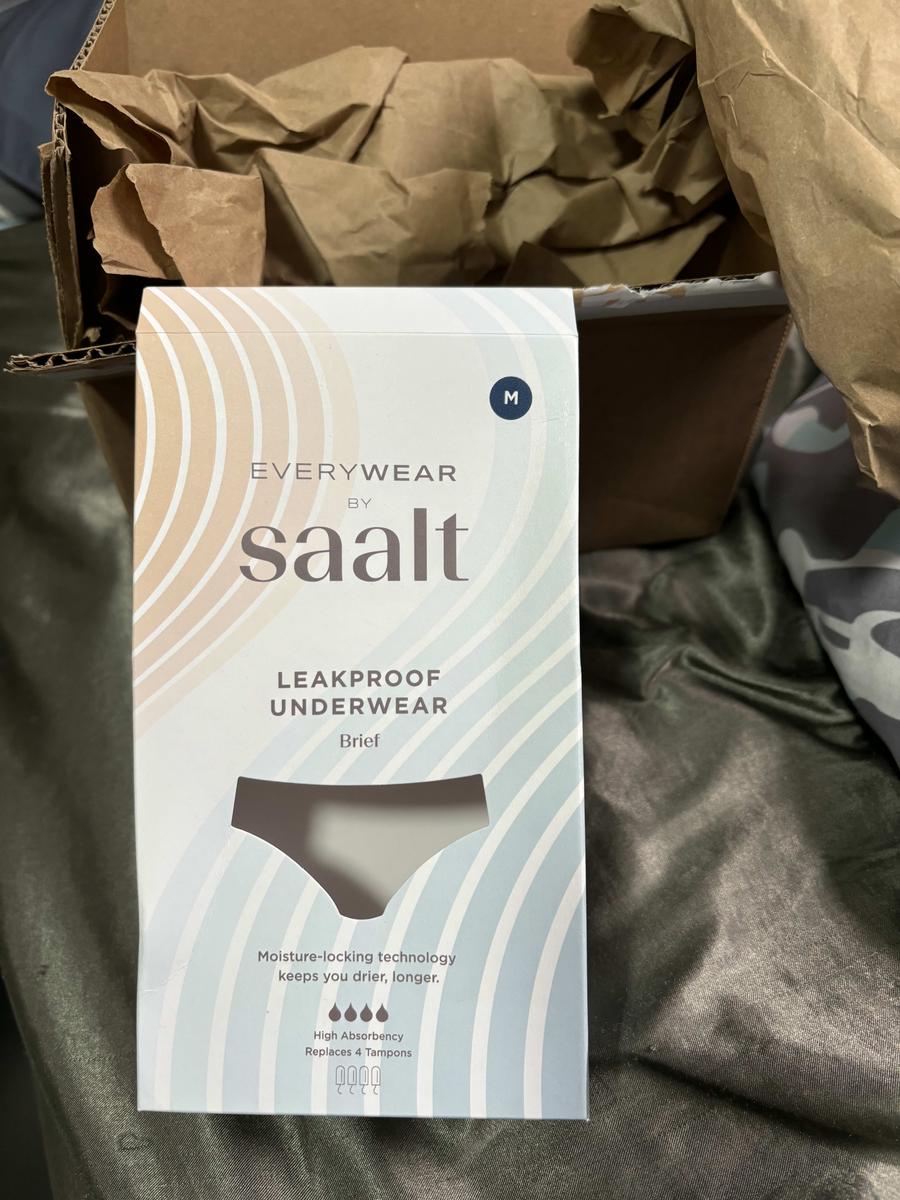 M
EVERYWEAR
BY
saalt
LEAKPROOF
UNDERWEAR
Brief
Moisture-locking technology
keeps you drier, longer.
High Absorbency
Replaces 4 Tampons